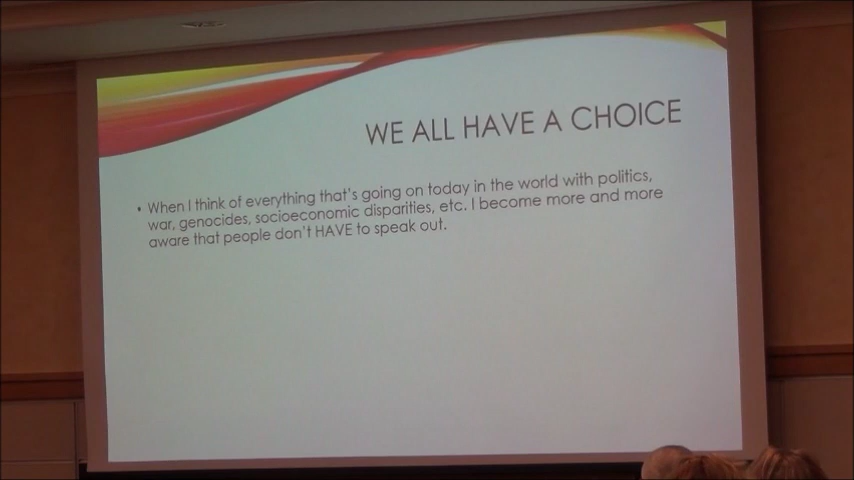 WE ALL HAVE A CHOICE
• When I think of everything that's going on today in the world with politics,
war, genocides, socioeconomic disparities, etc. I become more and more
aware that people don't HAVE to speak out.